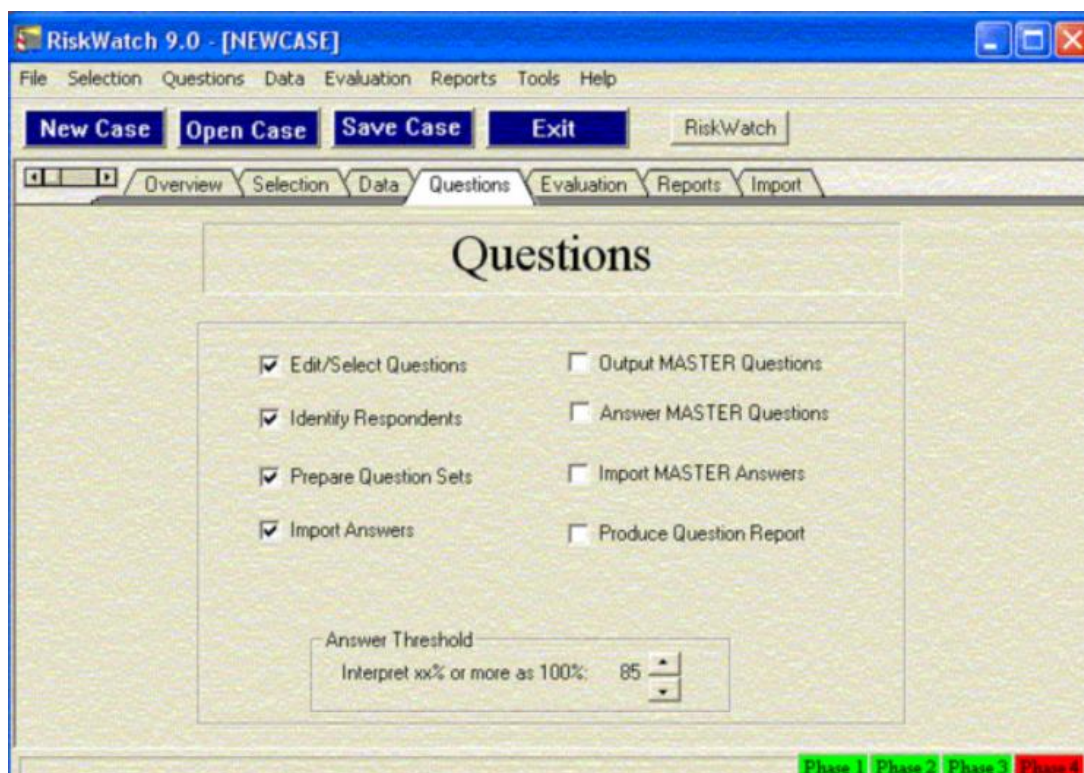 RiskWatch 9.0 - [NEWCASE]
File Selection Questions Data Evaluation Reports Tools Help
New Case Open Case Save Case Exit RiskWatch
Overview Selection Data Questions Evaluation Reports Import
Questions
Edit/Select Questions Output MASTER Questions
Identify Respondents Answer MASTER Questions
Prepare Question Sets Import MASTER Answers
Import Answers Produce Question Report
Answer Threshold
Interpret xx% or more as 100%: 85
Phase 1 Phase 2 Phase 3 Phase 4